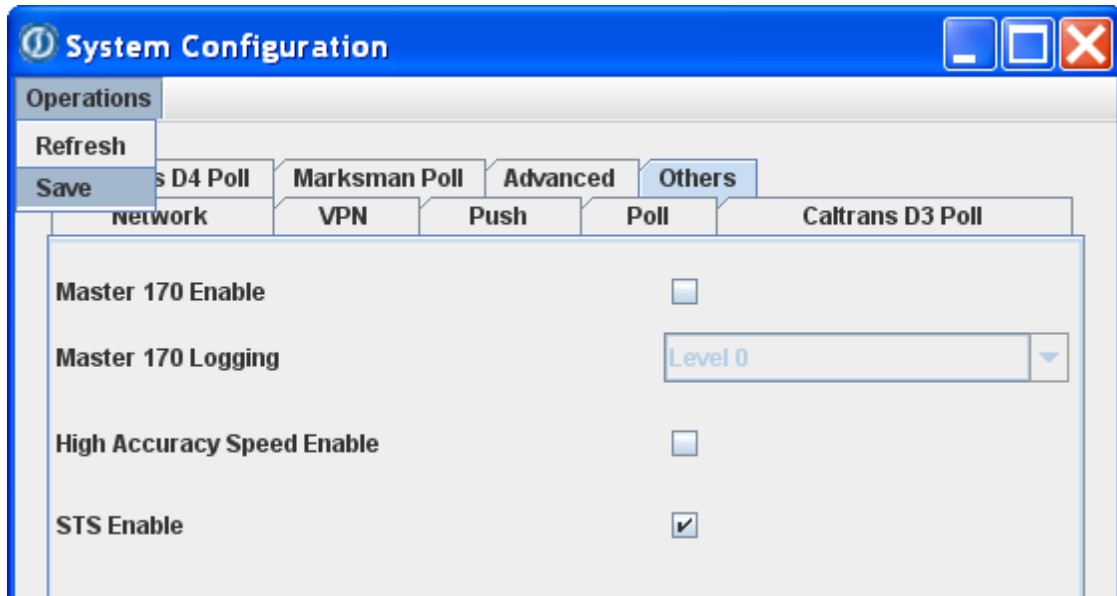 System Configuration
Operations
Refresh
Save
s D4 Poll Marksman Poll Advanced Others
Network VPN Push Poll Caltrans D3 Poll
Master 170 Enable
Master 170 Logging Level 0
High Accuracy Speed Enable
STS Enable